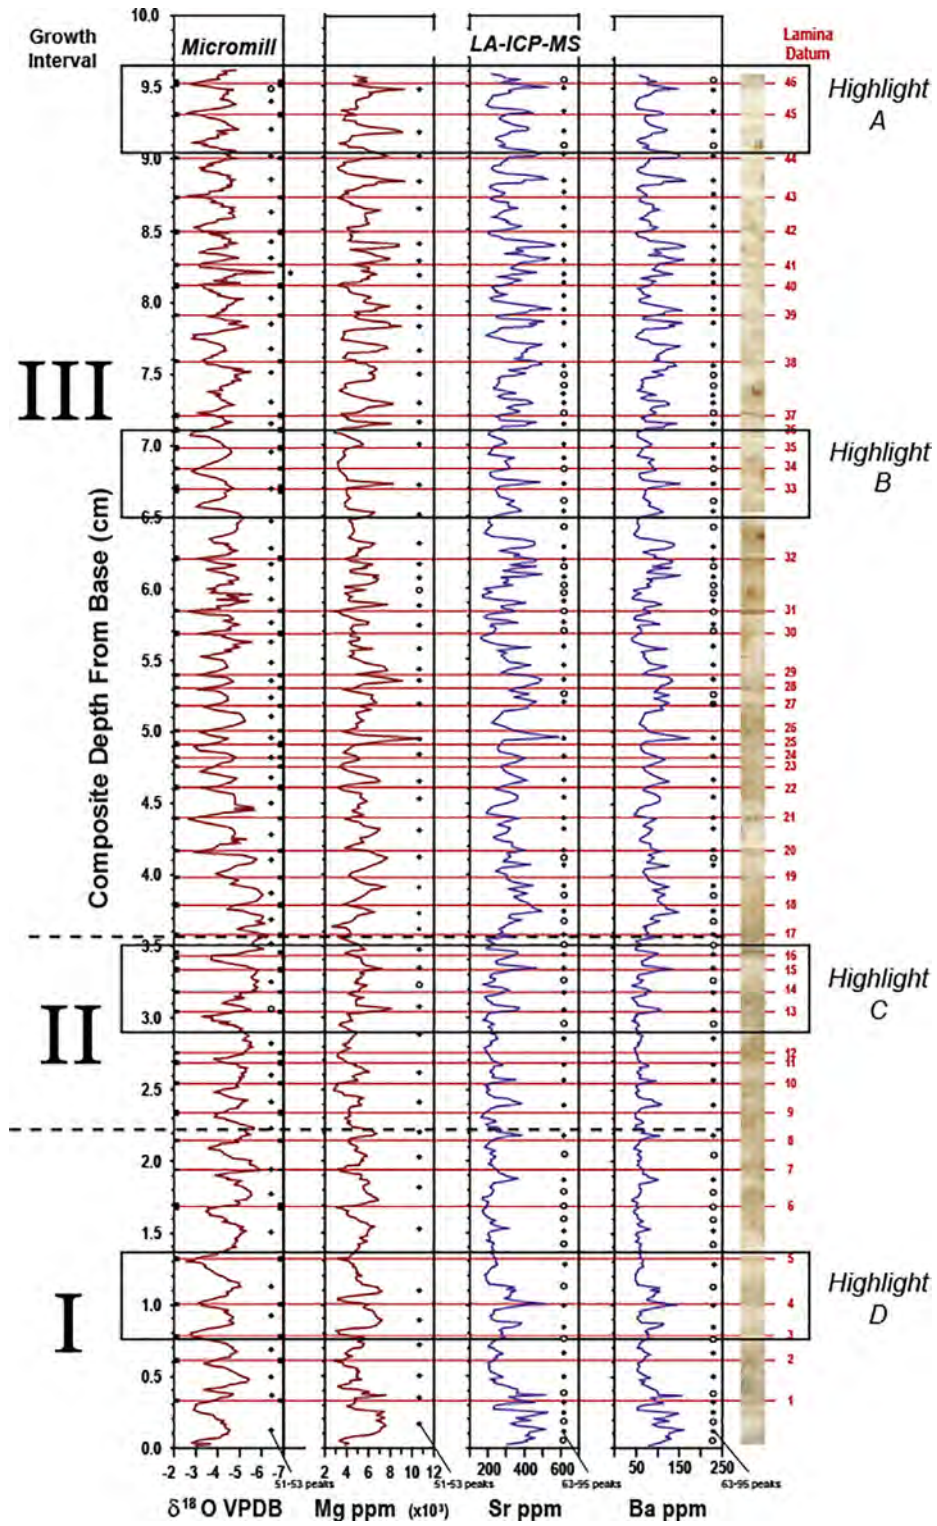 Growth
Interval
Micromill
LA-ICP-MS
Lamina
Datum
Composite Depth From Base (cm)
10.0
9.5
9.0
8.5
8.0
7.5
7.0
6.5
6.0
5.5
5.0
4.5
4.0
3.5
3.0
2.5
2.0
1.5
1.0
0.5
0.0
III
II
I
46
45
44
43
42
41
40
39
38
37
36
35
34
33
32
31
30
29
28
27
26
25
24
23
22
21
20
19
18
17
16
15
14
13
12
11
10
9
8
7
6
5
4
3
2
1
Highlight
A
Highlight
B
Highlight
C
Highlight
D
-2 -3 -4 -5 -6 -7
2 4 6 8 10 12
200 400 600
50 150 250
51-53 peaks
51-53 peaks
63-95 peaks
63-95 peaks
δ18 O VPDB
Mg ppm (x10³)
Sr ppm
Ba ppm